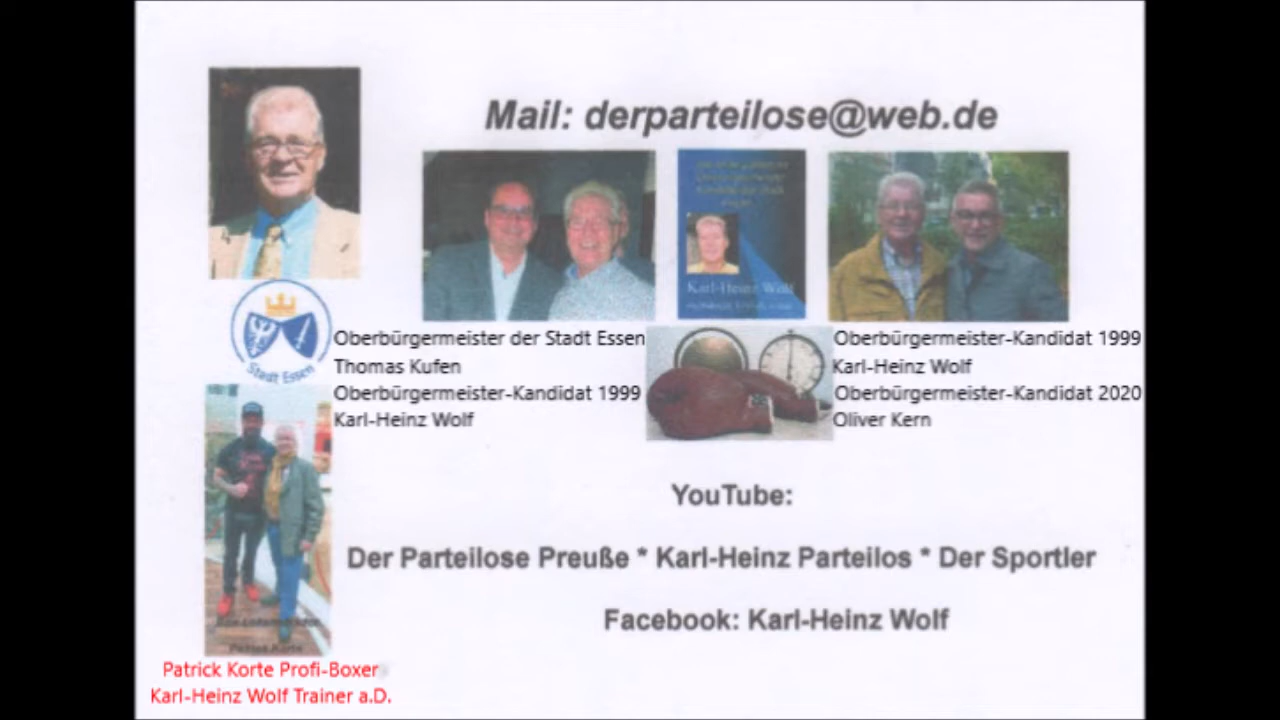 Mail: derparteilose@web.de
Karl-Heinz Wolf
Stadt Essen
Oberbürgermeister der Stadt Essen
Thomas Kufen
Oberbürgermeister-Kandidat 1999
Karl-Heinz Wolf
Oberbürgermeister-Kandidat 1999
Karl-Heinz Wolf
Oberbürgermeister-Kandidat 2020
Oliver Kern
YouTube:
Der Parteilose Preuße * Karl-Heinz Parteilos * Der Sportler
Facebook: Karl-Heinz Wolf
Patrick Korte
Patrick Korte Profi-Boxer
Karl-Heinz Wolf Trainer a.D.